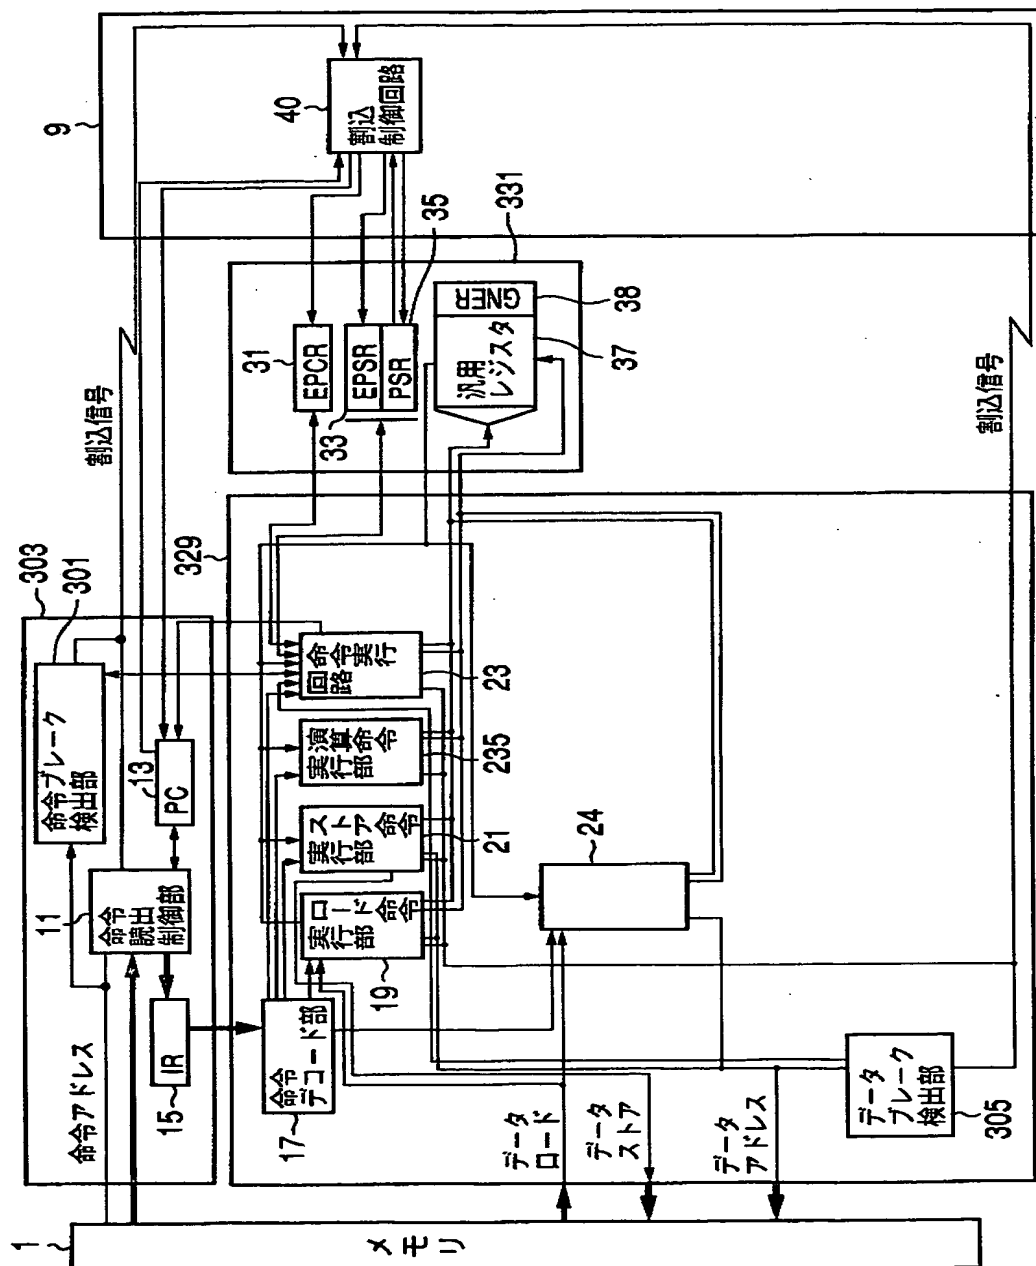 1
メモリ
303
301
命令ブレーク
検出部
命令アドレス
11
命令
読出
制御部
13
PC
15
IR
割込信号
9
40
割込
制御回路
329
17
命令
デコード部
19
ロード命令
実行部
21
ストア命令
実行部
235
演算命令
実行部
23
命令実行
回路
24
データ
ロード
データ
ストア
データ
アドレス
データ
ブレーク
検出部
305
31
EPCR
33
EPSR
PSR
35
331
汎用
レジスタ
37
GNER
38
割込信号